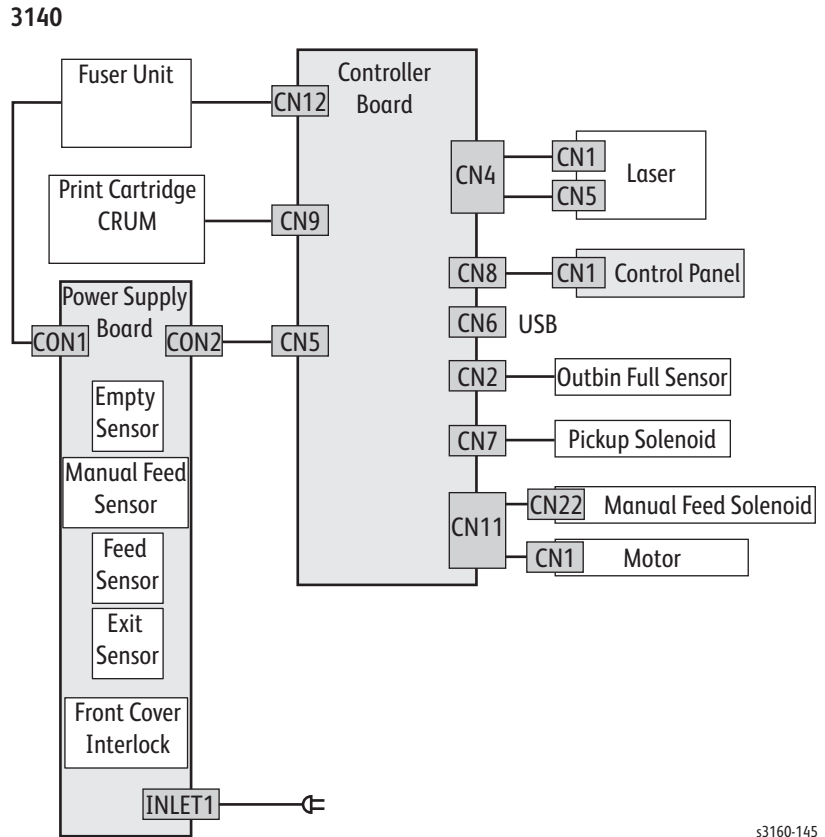 3140
Fuser Unit
Controller
Board
CN12
CN4
CN1
CN5
Laser
Print Cartridge
CRUM
CN9
CN8
CN1
Control Panel
Power Supply
Board
CON1
CON2
CN5
CN6
USB
CN2
Outbin Full Sensor
Empty
Sensor
CN7
Pickup Solenoid
Manual Feed
Sensor
CN11
CN22
Manual Feed Solenoid
CN1
Motor
Feed
Sensor
Exit
Sensor
Front Cover
Interlock
INLET1
s3160-145